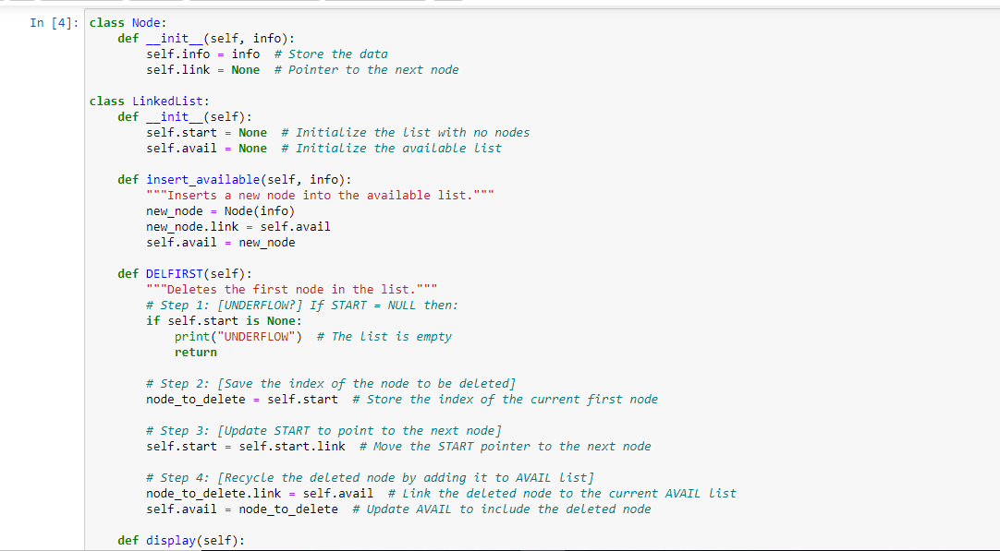 In [4]: class Node:
    def __init__(self, info):
        self.info = info  # Store the data
        self.link = None  # Pointer to the next node

class LinkedList:
    def __init__(self):
        self.start = None  # Initialize the list with no nodes
        self.avail = None  # Initialize the available list

    def insert_available(self, info):
        """Inserts a new node into the available list."""
        new_node = Node(info)
        new_node.link = self.avail
        self.avail = new_node

    def DELFIRST(self):
        """Deletes the first node in the list."""
        # Step 1: [UNDERFLOW?] If START = NULL then:
        if self.start is None:
            print("UNDERFLOW")  # The list is empty
            return

        # Step 2: [Save the index of the node to be deleted]
        node_to_delete = self.start  # Store the index of the current first node

        # Step 3: [Update START to point to the next node]
        self.start = self.start.link  # Move the START pointer to the next node

        # Step 4: [Recycle the deleted node by adding it to AVAIL list]
        node_to_delete.link = self.avail  # Link the deleted node to the current AVAIL list
        self.avail = node_to_delete  # Update AVAIL to include the deleted node

    def display(self):